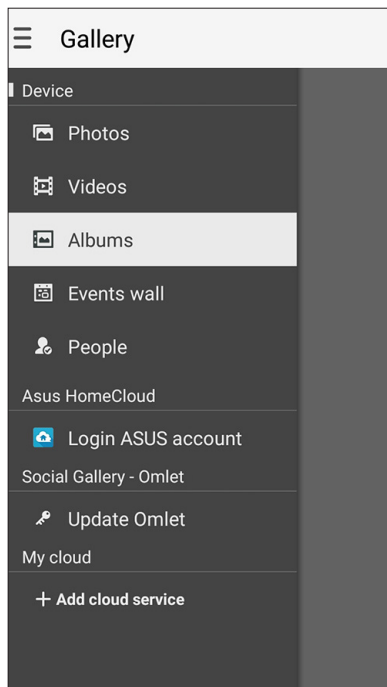 Gallery
Device
Photos
Videos
Albums
Events wall
People
Asus HomeCloud
Login ASUS account
Social Gallery - Omlet
Update Omlet
My cloud
+ Add cloud service